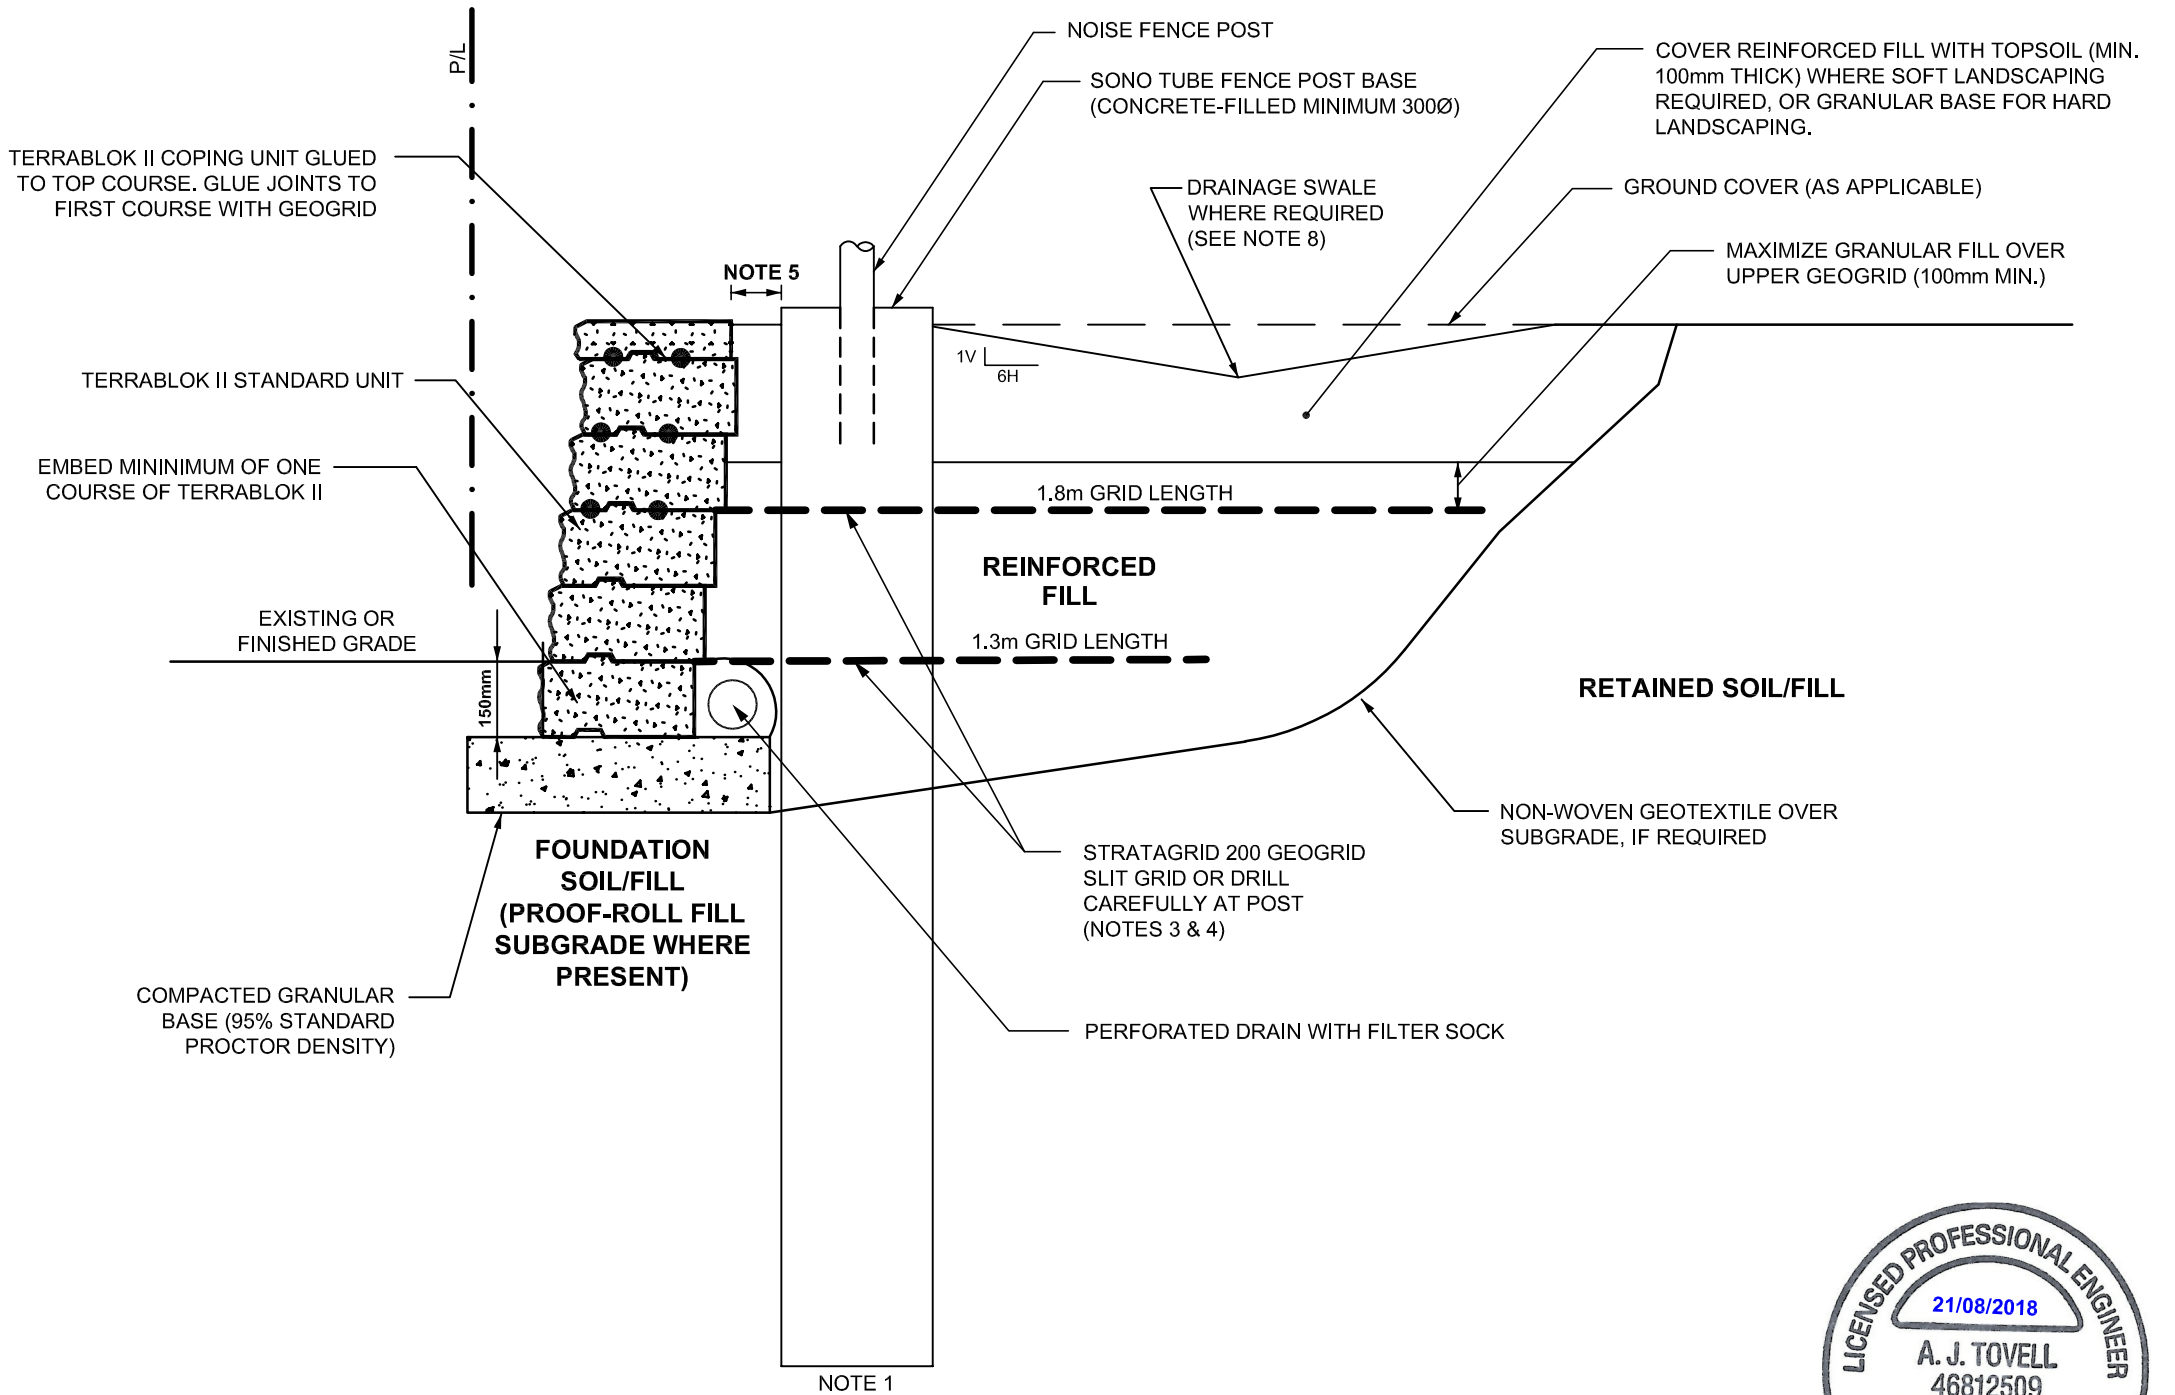 P/L
NOISE FENCE POST
SONO TUBE FENCE POST BASE
(CONCRETE-FILLED MINIMUM 300Ø)
COVER REINFORCED FILL WITH TOPSOIL (MIN.
100mm THICK) WHERE SOFT LANDSCAPING
REQUIRED, OR GRANULAR BASE FOR HARD
LANDSCAPING.
TERRABLOK II COPING UNIT GLUED
TO TOP COURSE. GLUE JOINTS TO
FIRST COURSE WITH GEOGRID
DRAINAGE SWALE
WHERE REQUIRED
(SEE NOTE 8)
GROUND COVER (AS APPLICABLE)
MAXIMIZE GRANULAR FILL OVER
UPPER GEOGRID (100mm MIN.)
NOTE 5
1V
6H
TERRABLOK II STANDARD UNIT
EMBED MININIMUM OF ONE
COURSE OF TERRABLOK II
1.8m GRID LENGTH
REINFORCED
FILL
EXISTING OR
FINISHED GRADE
1.3m GRID LENGTH
150mm
RETAINED SOIL/FILL
NON-WOVEN GEOTEXTILE OVER
SUBGRADE, IF REQUIRED
FOUNDATION
SOIL/FILL
(PROOF-ROLL FILL
SUBGRADE WHERE
PRESENT)
STRATAGRID 200 GEOGRID
SLIT GRID OR DRILL
CAREFULLY AT POST
(NOTES 3 & 4)
COMPACTED GRANULAR
BASE (95% STANDARD
PROCTOR DENSITY)
PERFORATED DRAIN WITH FILTER SOCK
NOTE 1
LICENSED PROFESSIONAL ENGINEER
21/08/2018
A. J. TOVELL
46812509